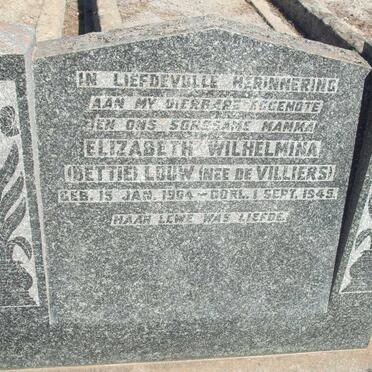 IN LIEFDEVOLLE HERINNERING
AAN MY DIERBARE EGGENOTE
EN ONS SORGSAME MAMMA
ELIZABETH WILHELMINA
(BETTIE) LOUW (NEE DE VILLIERS)
GEB. 15 JAN. 1904 – OORL. 1 SEPT. 1945.
HAAR LEWE WAS LIEFDE.